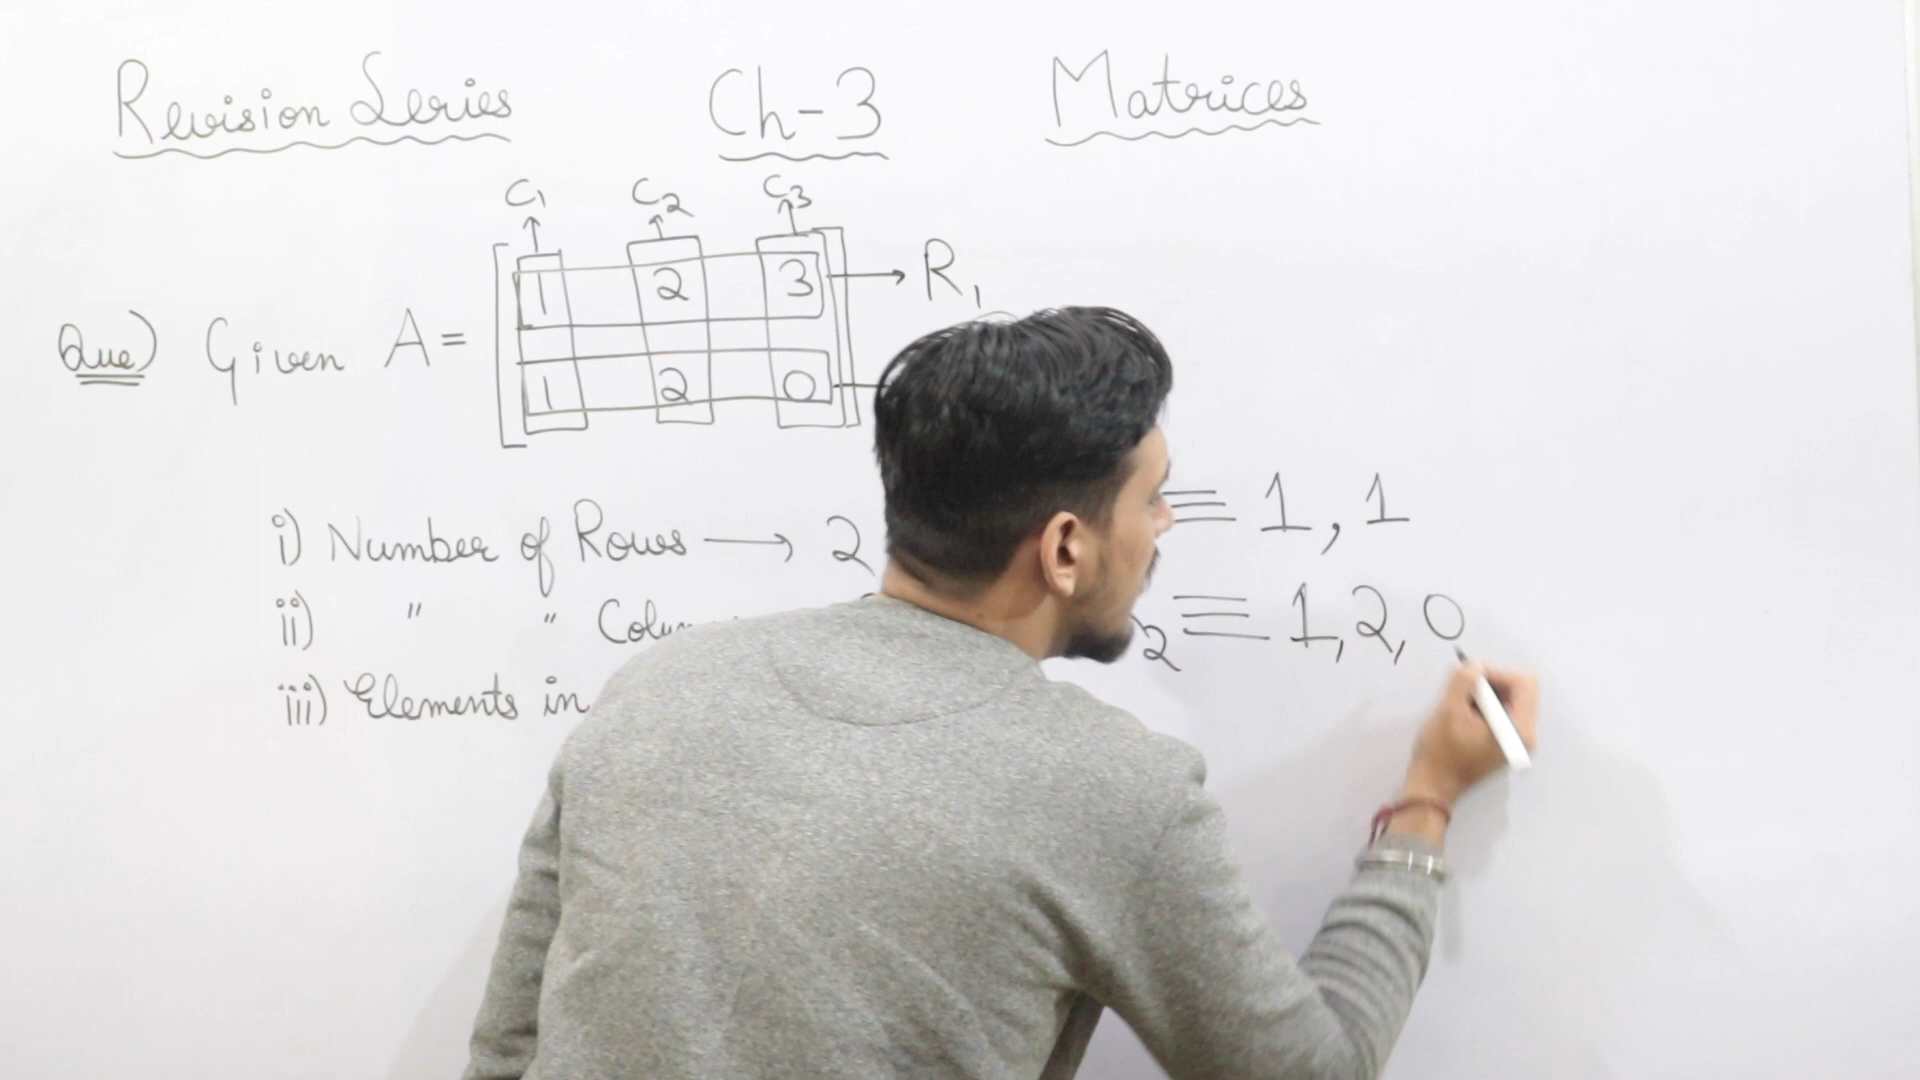 Revision Series Ch-3 Matrices
C1 C2 C3
1 2 3 → R1
Que) Given A =
1 2 0
i) Number of Rows → 2 ≡ 1, 1
ii) " " 2 ≡ 1, 2, 0
iii) Elements in